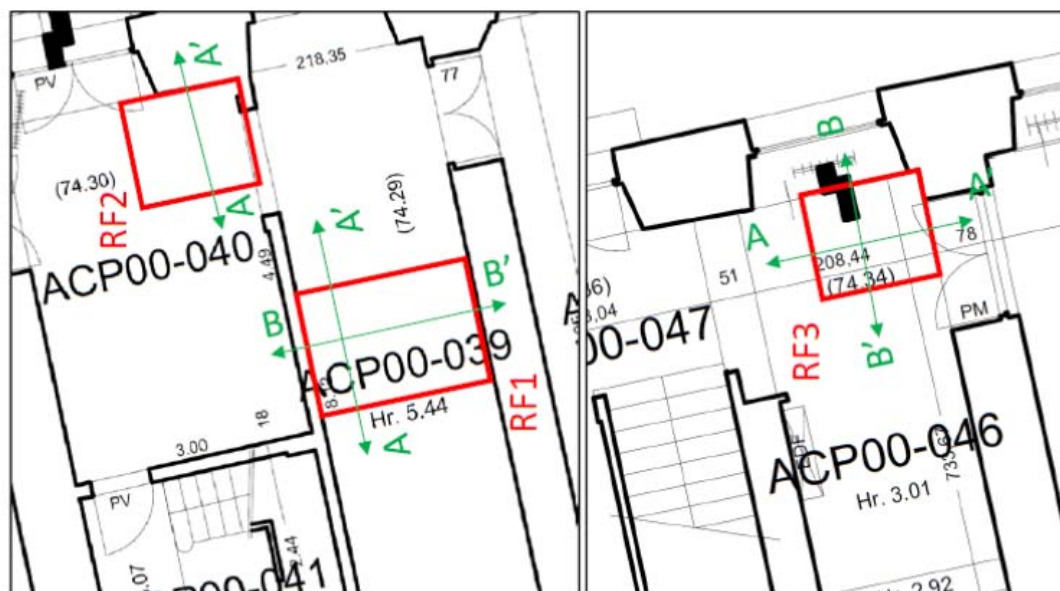 PV
A'
218.35
77
(74.30)
RF2
A
(74.29)
A'
ACP00-040
4.49
B
B'
ACP00-039
RF1
Hr. 5.44
A
18
3.00
PV
2.44
B
A'
A
78
51
208.44
(74.34)
PM
00-047
RF3
B'
ACP00-046
Hr. 3.01
2.92